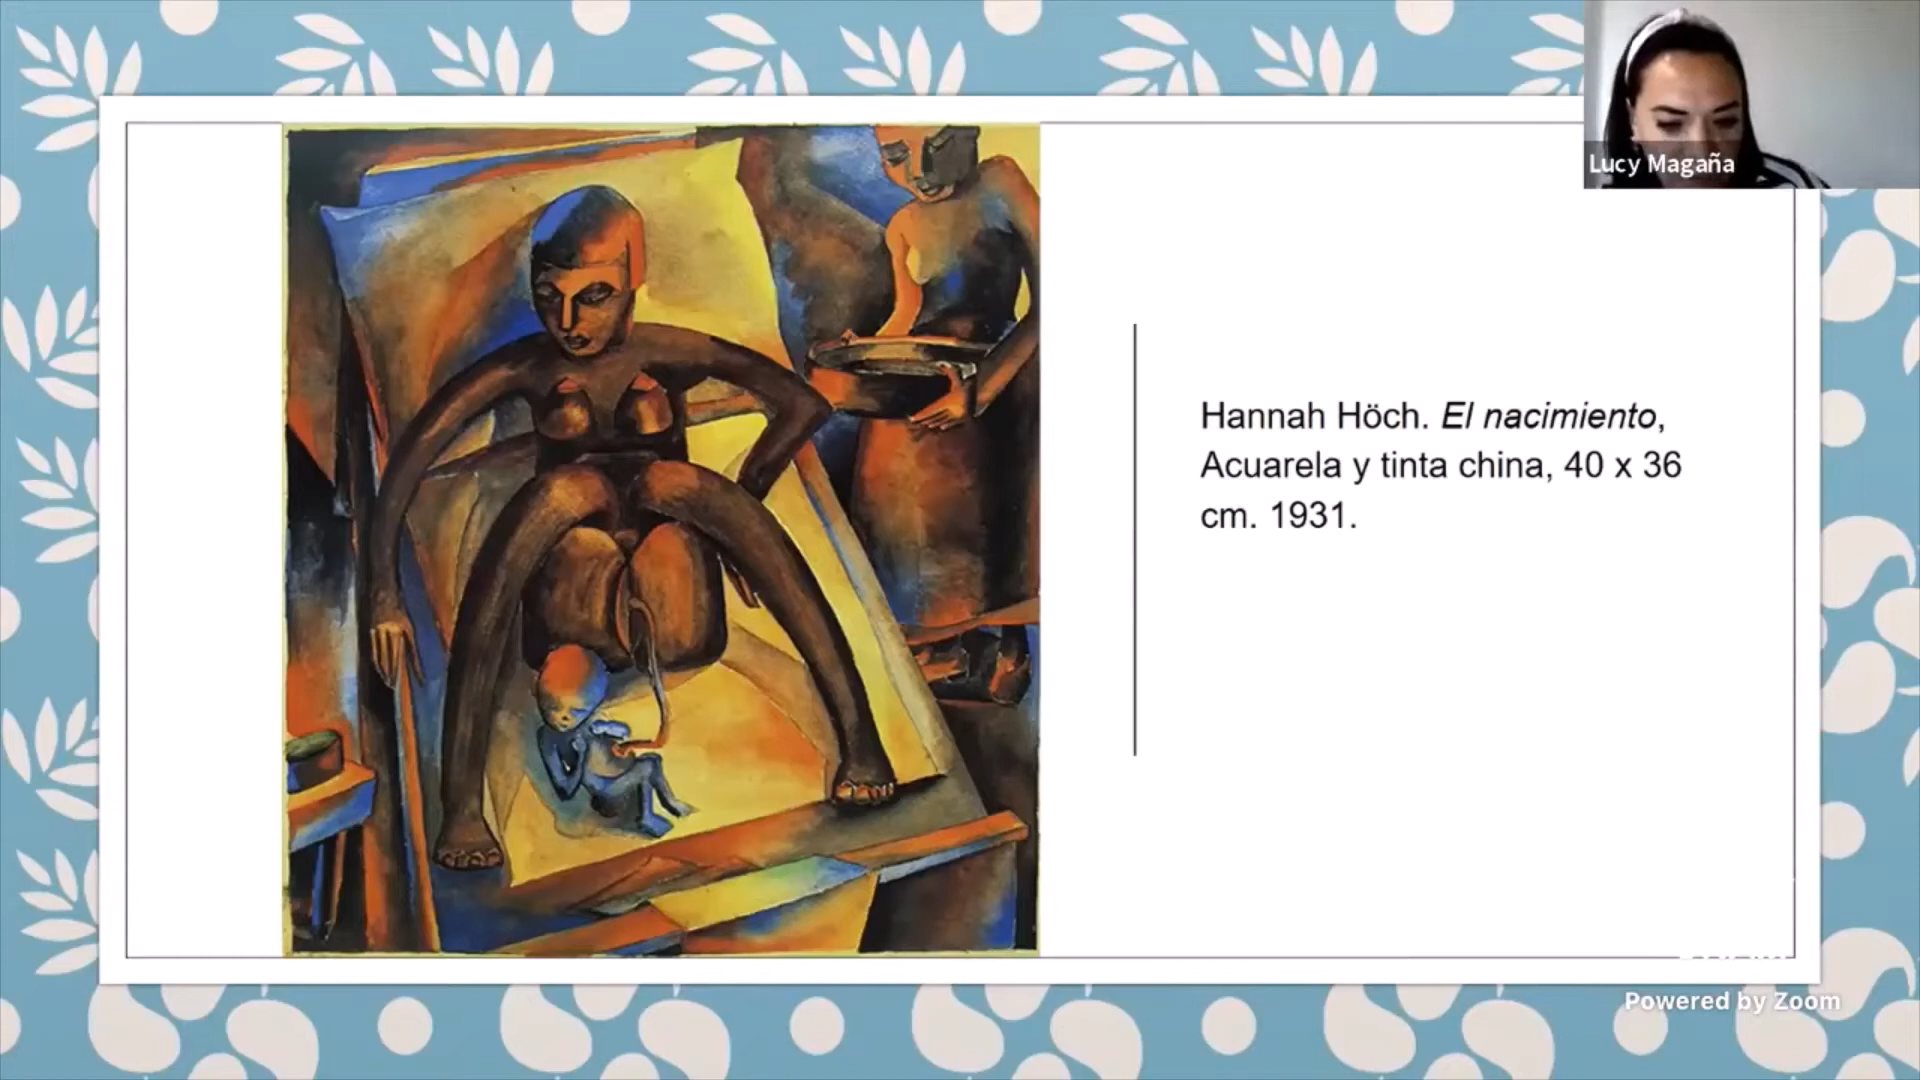 Lucy Magaña
Hannah Höch. El nacimiento,
Acuarela y tinta china, 40 x 36
cm. 1931.
Powered by Zoom